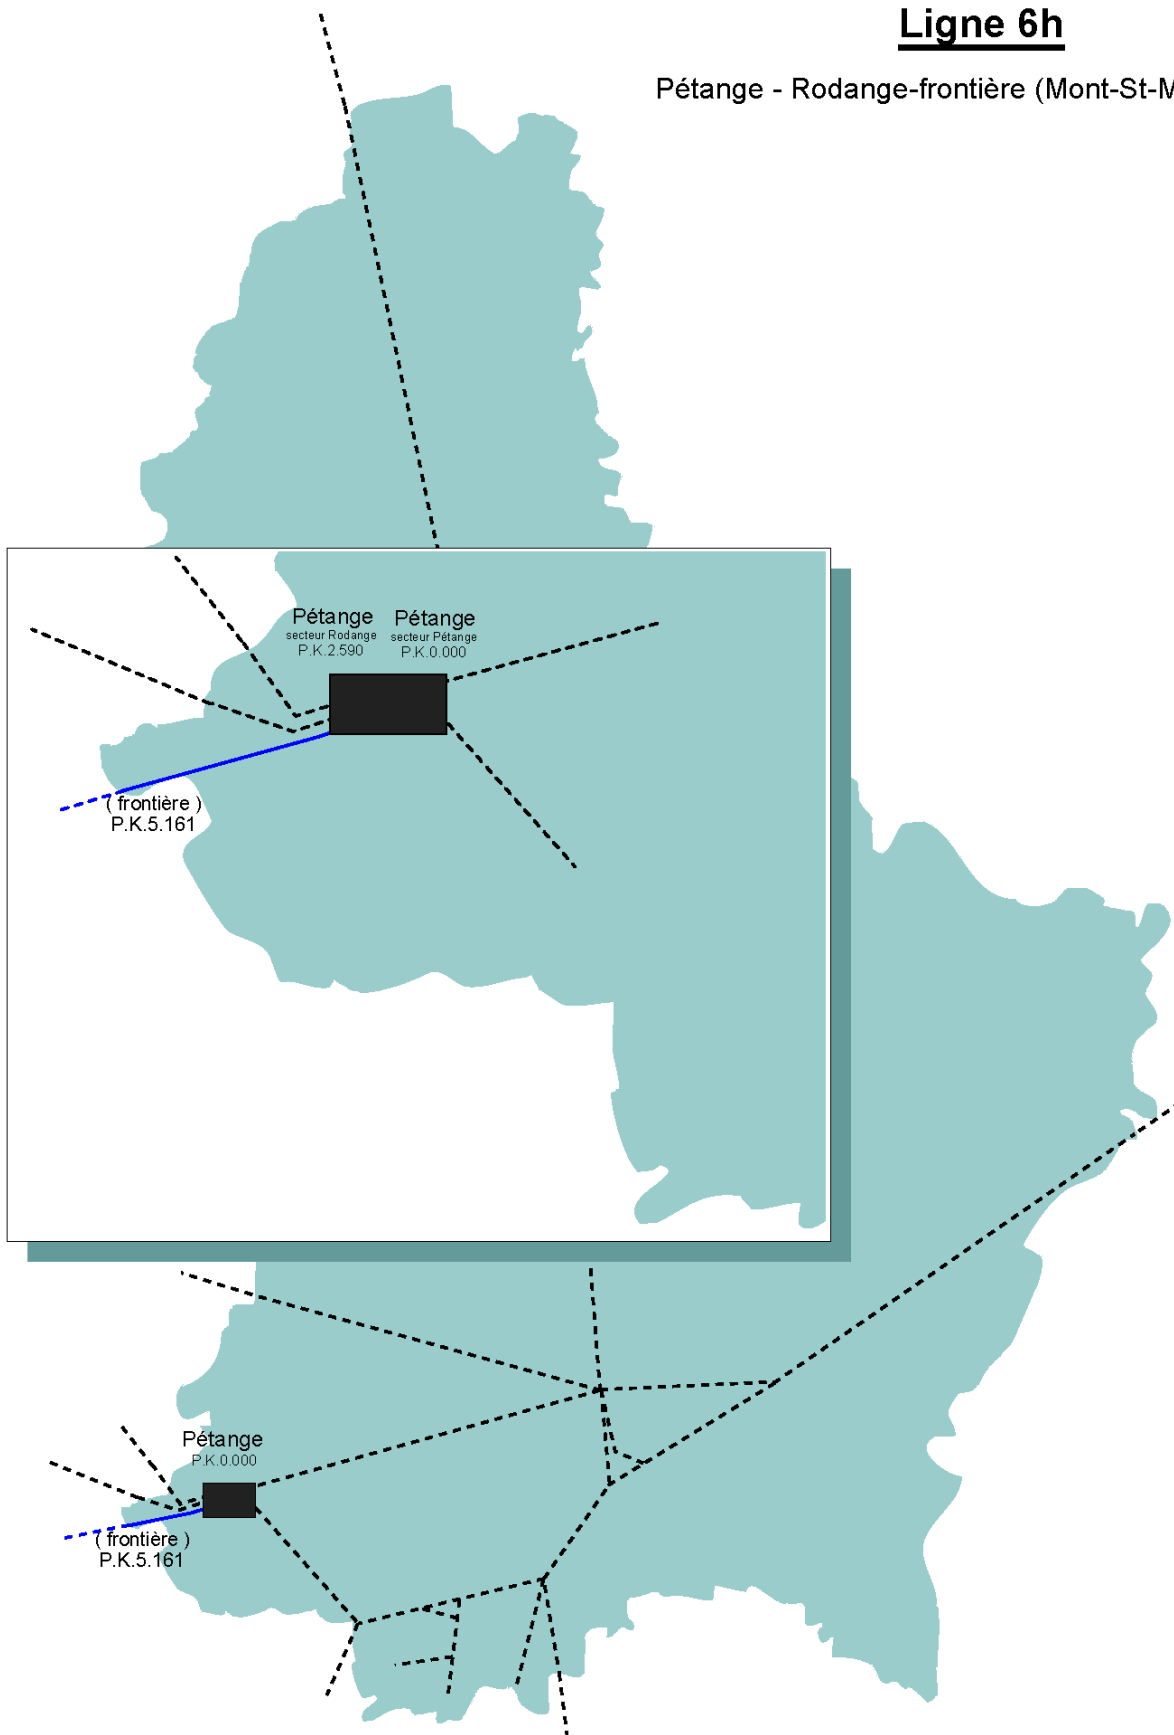 Ligne 6h
Pétange - Rodange-frontière (Mont-St-M
Pétange
secteur Rodange
P.K.2.590
Pétange
secteur Pétange
P.K.0.000
( frontière )
P.K.5.161
Pétange
P.K.0.000
( frontière )
P.K.5.161